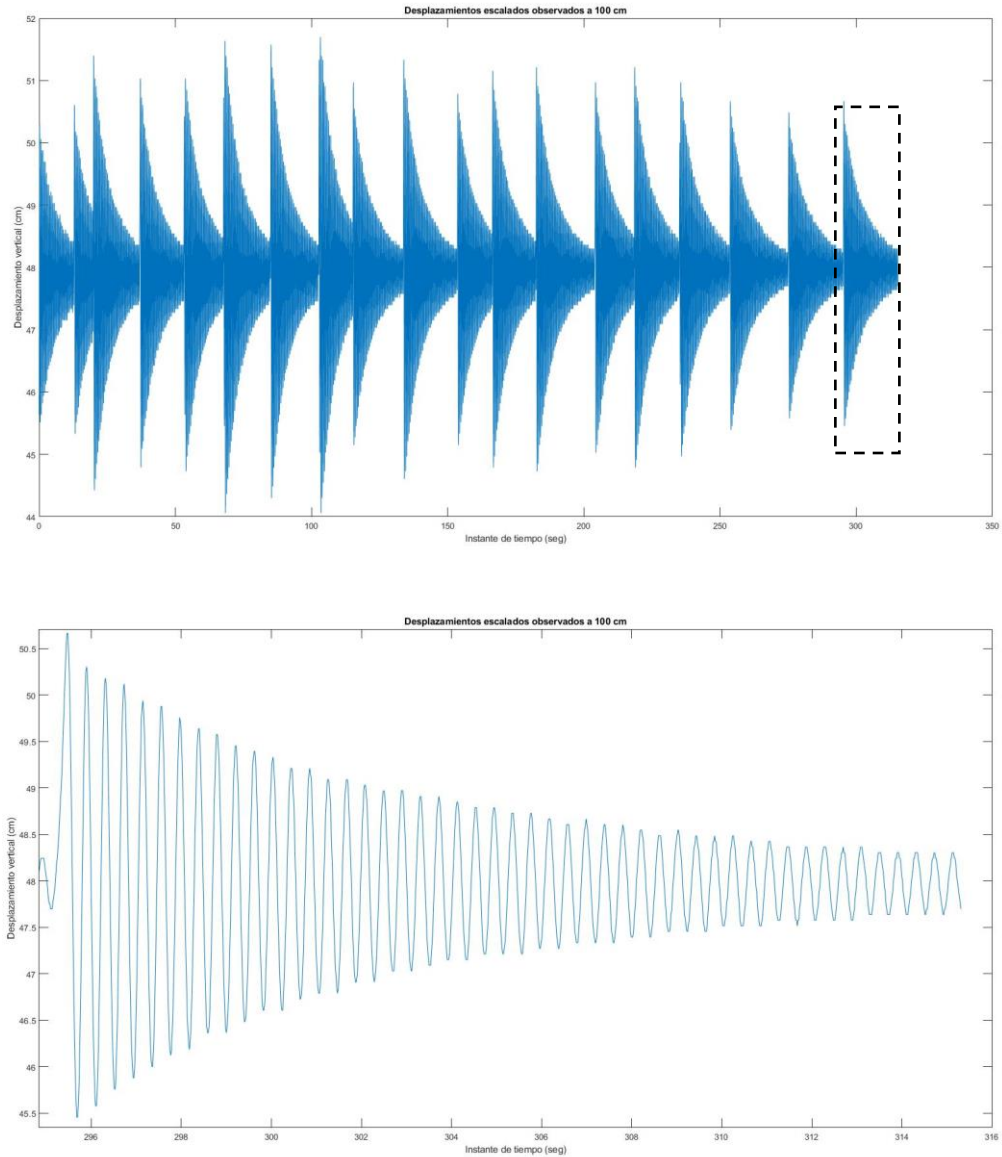 Desplazamientos escalados observados a 100 cm
52
51
50
49
48
47
46
45
44
Desplazamiento vertical (cm)
0 50 100 150 200 250 300 350
Instante de tiempo (seg)
Desplazamientos escalados observados a 100 cm
50.5
50
49.5
49
48.5
48
47.5
47
46.5
46
45.5
Desplazamiento vertical (cm)
296 298 300 302 304 306 308 310 312 314 316
Instante de tiempo (seg)